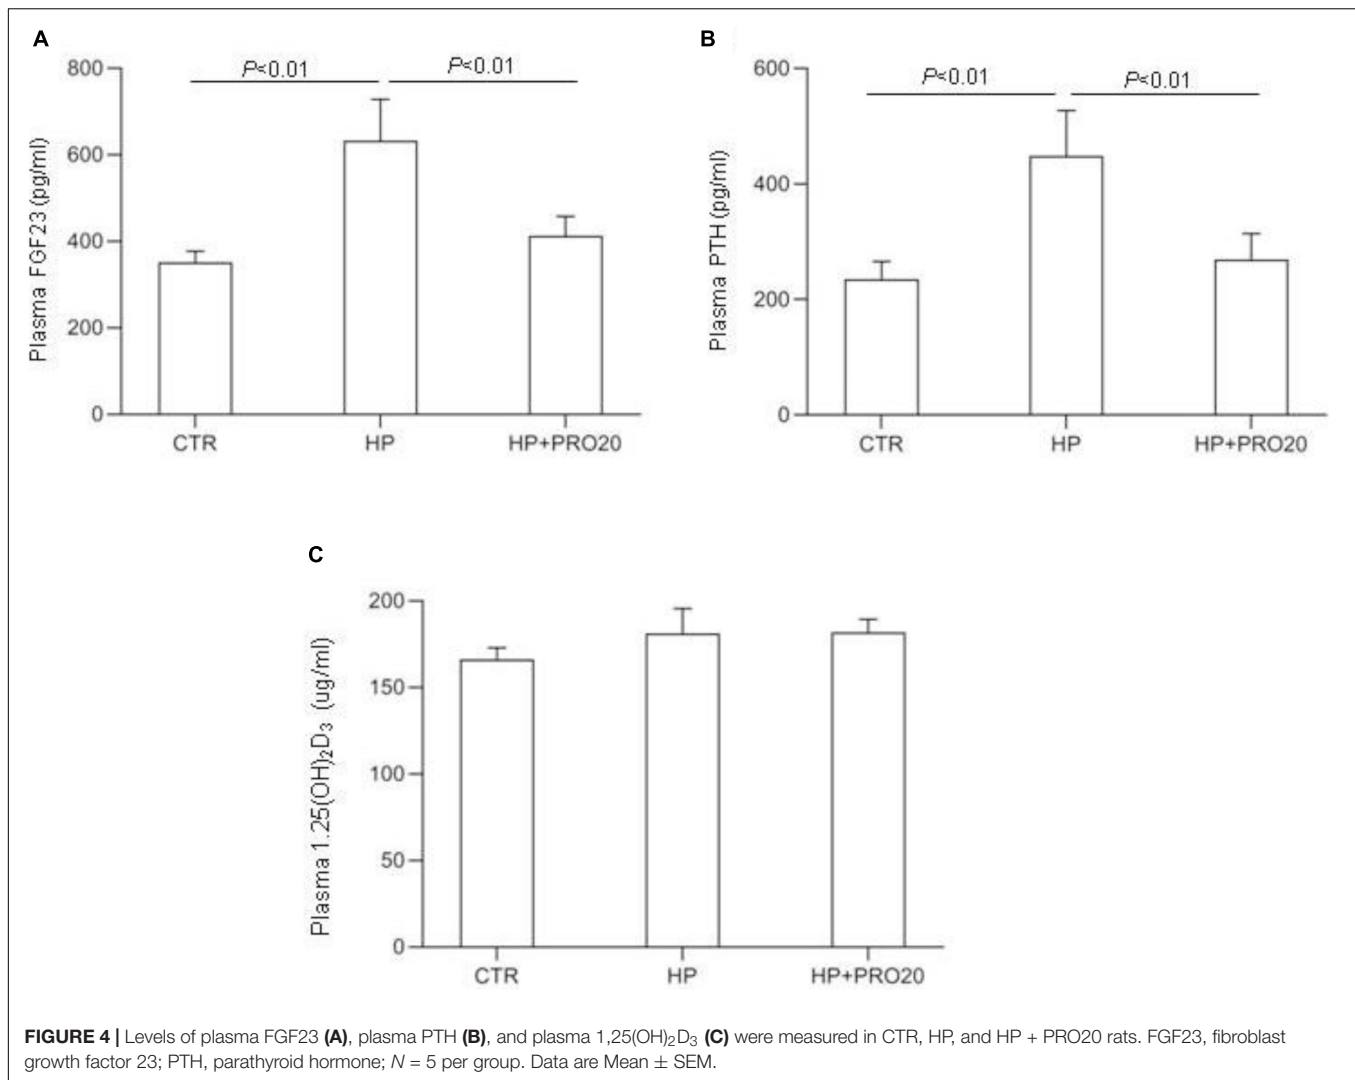 A
P<0.01
P<0.01
Plasma FGF23 (pg/ml)
800
600
400
200
0
CTR
HP
HP+PRO20
B
P<0.01
P<0.01
Plasma PTH (pg/ml)
600
400
200
0
CTR
HP
HP+PRO20
C
Plasma 1.25(OH)₂D₃ (ug/ml)
200
150
100
50
0
CTR
HP
HP+PRO20
FIGURE 4 | Levels of plasma FGF23 (A), plasma PTH (B), and plasma 1,25(OH)₂D₃ (C) were measured in CTR, HP, and HP + PRO20 rats. FGF23, fibroblast
growth factor 23; PTH, parathyroid hormone; N = 5 per group. Data are Mean ± SEM.